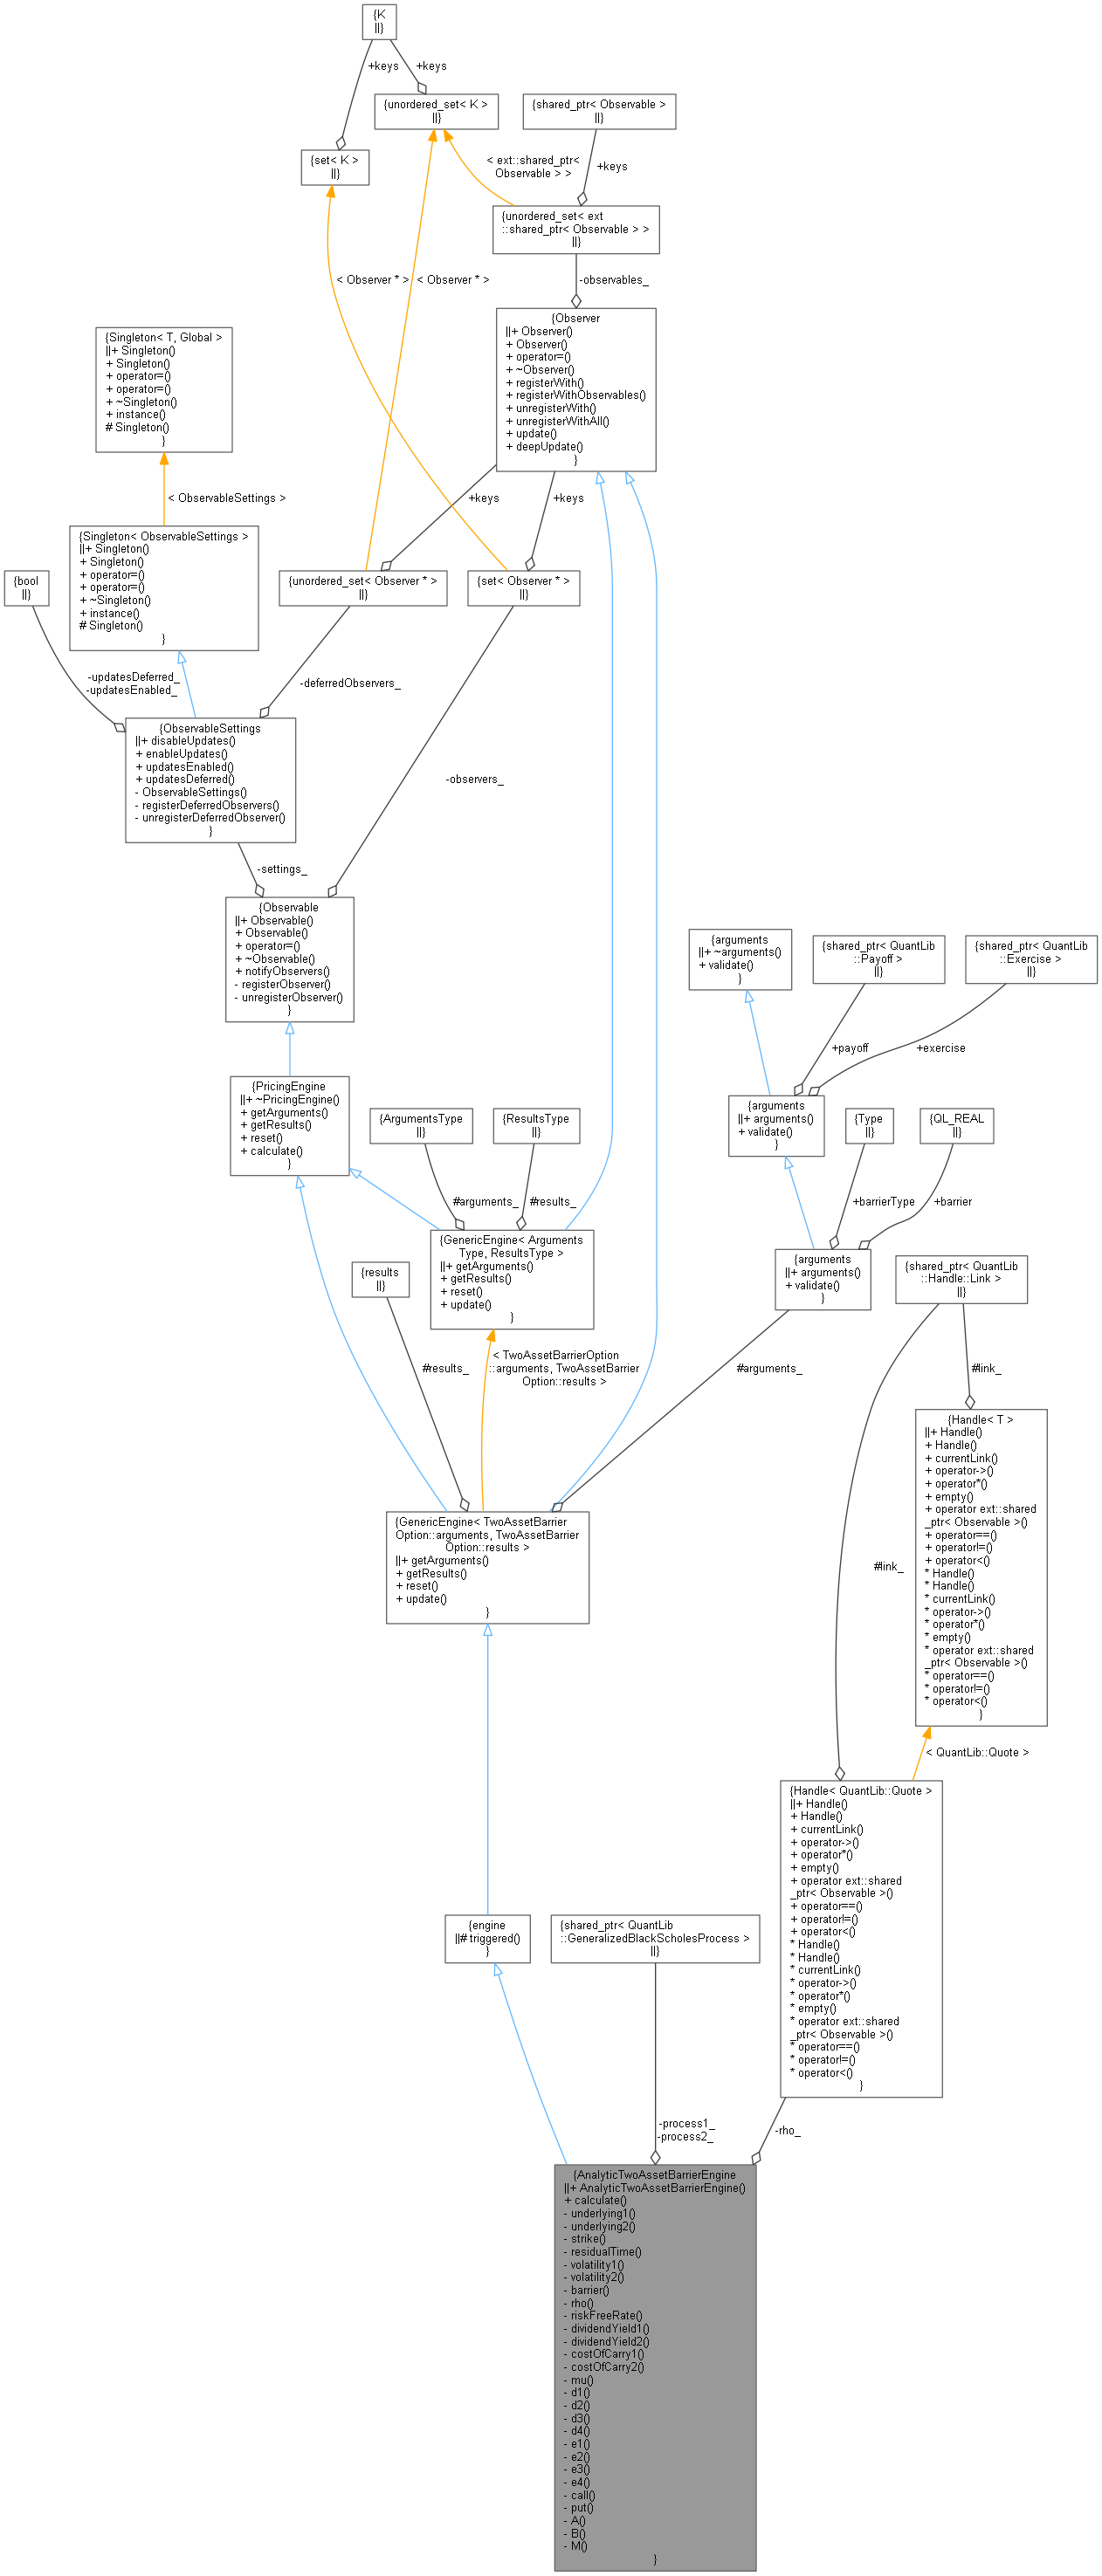 {K
||}
+keys
+keys
{unordered_set< K >
||}
{shared_ptr< Observable >
||}
{set< K >
||}
< ext::shared_ptr<
Observable > >
+keys
{unordered_set< ext
::shared_ptr< Observable > >
||}
< Observer * >
< Observer * >
-observables_
{Observer
||+ Observer()
+ Observer()
+ operator=()
+ ~Observer()
+ registerWith()
+ registerWithObservables()
+ unregisterWith()
+ unregisterWithAll()
+ update()
+ deepUpdate()
}
{Singleton< T, Global >
||+ Singleton()
+ Singleton()
+ operator=()
+ operator=()
+ ~Singleton()
+ instance()
# Singleton()
}
< ObservableSettings >
+keys
+keys
{Singleton< ObservableSettings >
||+ Singleton()
+ Singleton()
+ operator=()
+ operator=()
+ ~Singleton()
+ instance()
# Singleton()
}
{bool
||}
{unordered_set< Observer * >
||}
{set< Observer * >
||}
-updatesDeferred_
-updatesEnabled_
-deferredObservers_
{ObservableSettings
||+ disableUpdates()
+ enableUpdates()
+ updatesEnabled()
+ updatesDeferred()
- ObservableSettings()
- registerDeferredObservers()
- unregisterDeferredObserver()
}
-observers_
-settings_
{Observable
||+ Observable()
+ Observable()
+ operator=()
+ ~Observable()
+ notifyObservers()
- registerObserver()
- unregisterObserver()
}
{arguments
||+ ~arguments()
+ validate()
}
{shared_ptr< QuantLib
::Payoff >
||}
{shared_ptr< QuantLib
::Exercise >
||}
+payoff
+exercise
{PricingEngine
||+ ~PricingEngine()
+ getArguments()
+ getResults()
+ reset()
+ calculate()
}
{ArgumentsType
||}
{ResultsType
||}
{arguments
||+ arguments()
+ validate()
}
{Type
||}
{QL_REAL
||}
#arguments_
#results_
+barrierType
+barrier
{GenericEngine< Arguments
Type, ResultsType >
||+ getArguments()
+ getResults()
+ reset()
+ update()
}
{results
||}
{arguments
||+ arguments()
+ validate()
}
{shared_ptr< QuantLib
::Handle::Link >
||}
#results_
< TwoAssetBarrierOption
::arguments, TwoAssetBarrier
Option::results >
#arguments_
#link_
{Handle< T >
||+ Handle()
+ Handle()
+ currentLink()
+ operator->()
+ operator*()
+ empty()
+ operator ext::shared
_ptr< Observable >()
+ operator==()
+ operator!=()
+ operator<()
* Handle()
* Handle()
* currentLink()
* operator->()
* operator*()
* empty()
* operator ext::shared
_ptr< Observable >()
* operator==()
* operator!=()
* operator<()
}
{GenericEngine< TwoAssetBarrier
Option::arguments, TwoAssetBarrier
Option::results >
||+ getArguments()
+ getResults()
+ reset()
+ update()
}
#link_
< QuantLib::Quote >
{Handle< QuantLib::Quote >
||+ Handle()
+ Handle()
+ currentLink()
+ operator->()
+ operator*()
+ empty()
+ operator ext::shared
_ptr< Observable >()
+ operator==()
+ operator!=()
+ operator<()
* Handle()
* Handle()
* currentLink()
* operator->()
* operator*()
* empty()
* operator ext::shared
_ptr< Observable >()
* operator==()
* operator!=()
* operator<()
}
{engine
||# triggered()
}
{shared_ptr< QuantLib
::GeneralizedBlackScholesProcess >
||}
-process1_
-process2_
-rho_
{AnalyticTwoAssetBarrierEngine
||+ AnalyticTwoAssetBarrierEngine()
+ calculate()
- underlying1()
- underlying2()
- strike()
- residualTime()
- volatility1()
- volatility2()
- barrier()
- rho()
- riskFreeRate()
- dividendYield1()
- dividendYield2()
- costOfCarry1()
- costOfCarry2()
- mu()
- d1()
- d2()
- d3()
- d4()
- e1()
- e2()
- e3()
- e4()
- call()
- put()
- A()
- B()
- M()
}